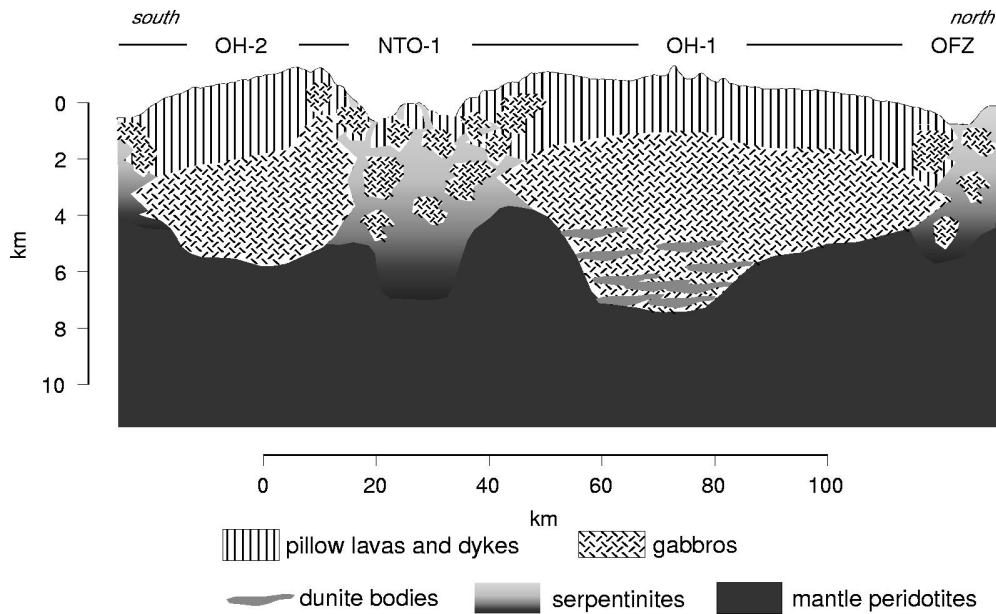 south north
OH-2 NTO-1 OH-1 OFZ
0
2
4
6
8
10
km
0 20 40 60 80 100
km
pillow lavas and dykes gabbros
dunite bodies serpentinites mantle peridotites